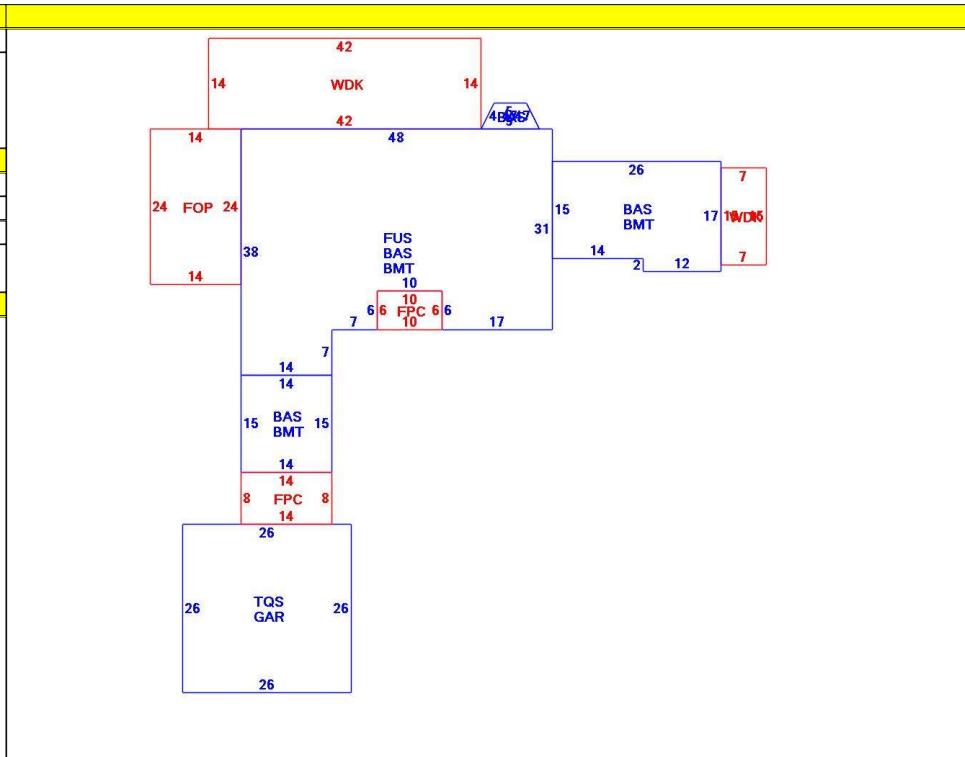 42
14 WDK 14
42
14
48
24 FOP 24
14
38
FUS
BAS
BMT
31
10
10
6 6 FPC 6 6
10
7
17
7
26
15 BAS 17
BMT
14
2 12
7
7
14
14
15 BAS 15
BMT
14
14
8 FPC 8
14
26
26 TQS 26
GAR
26